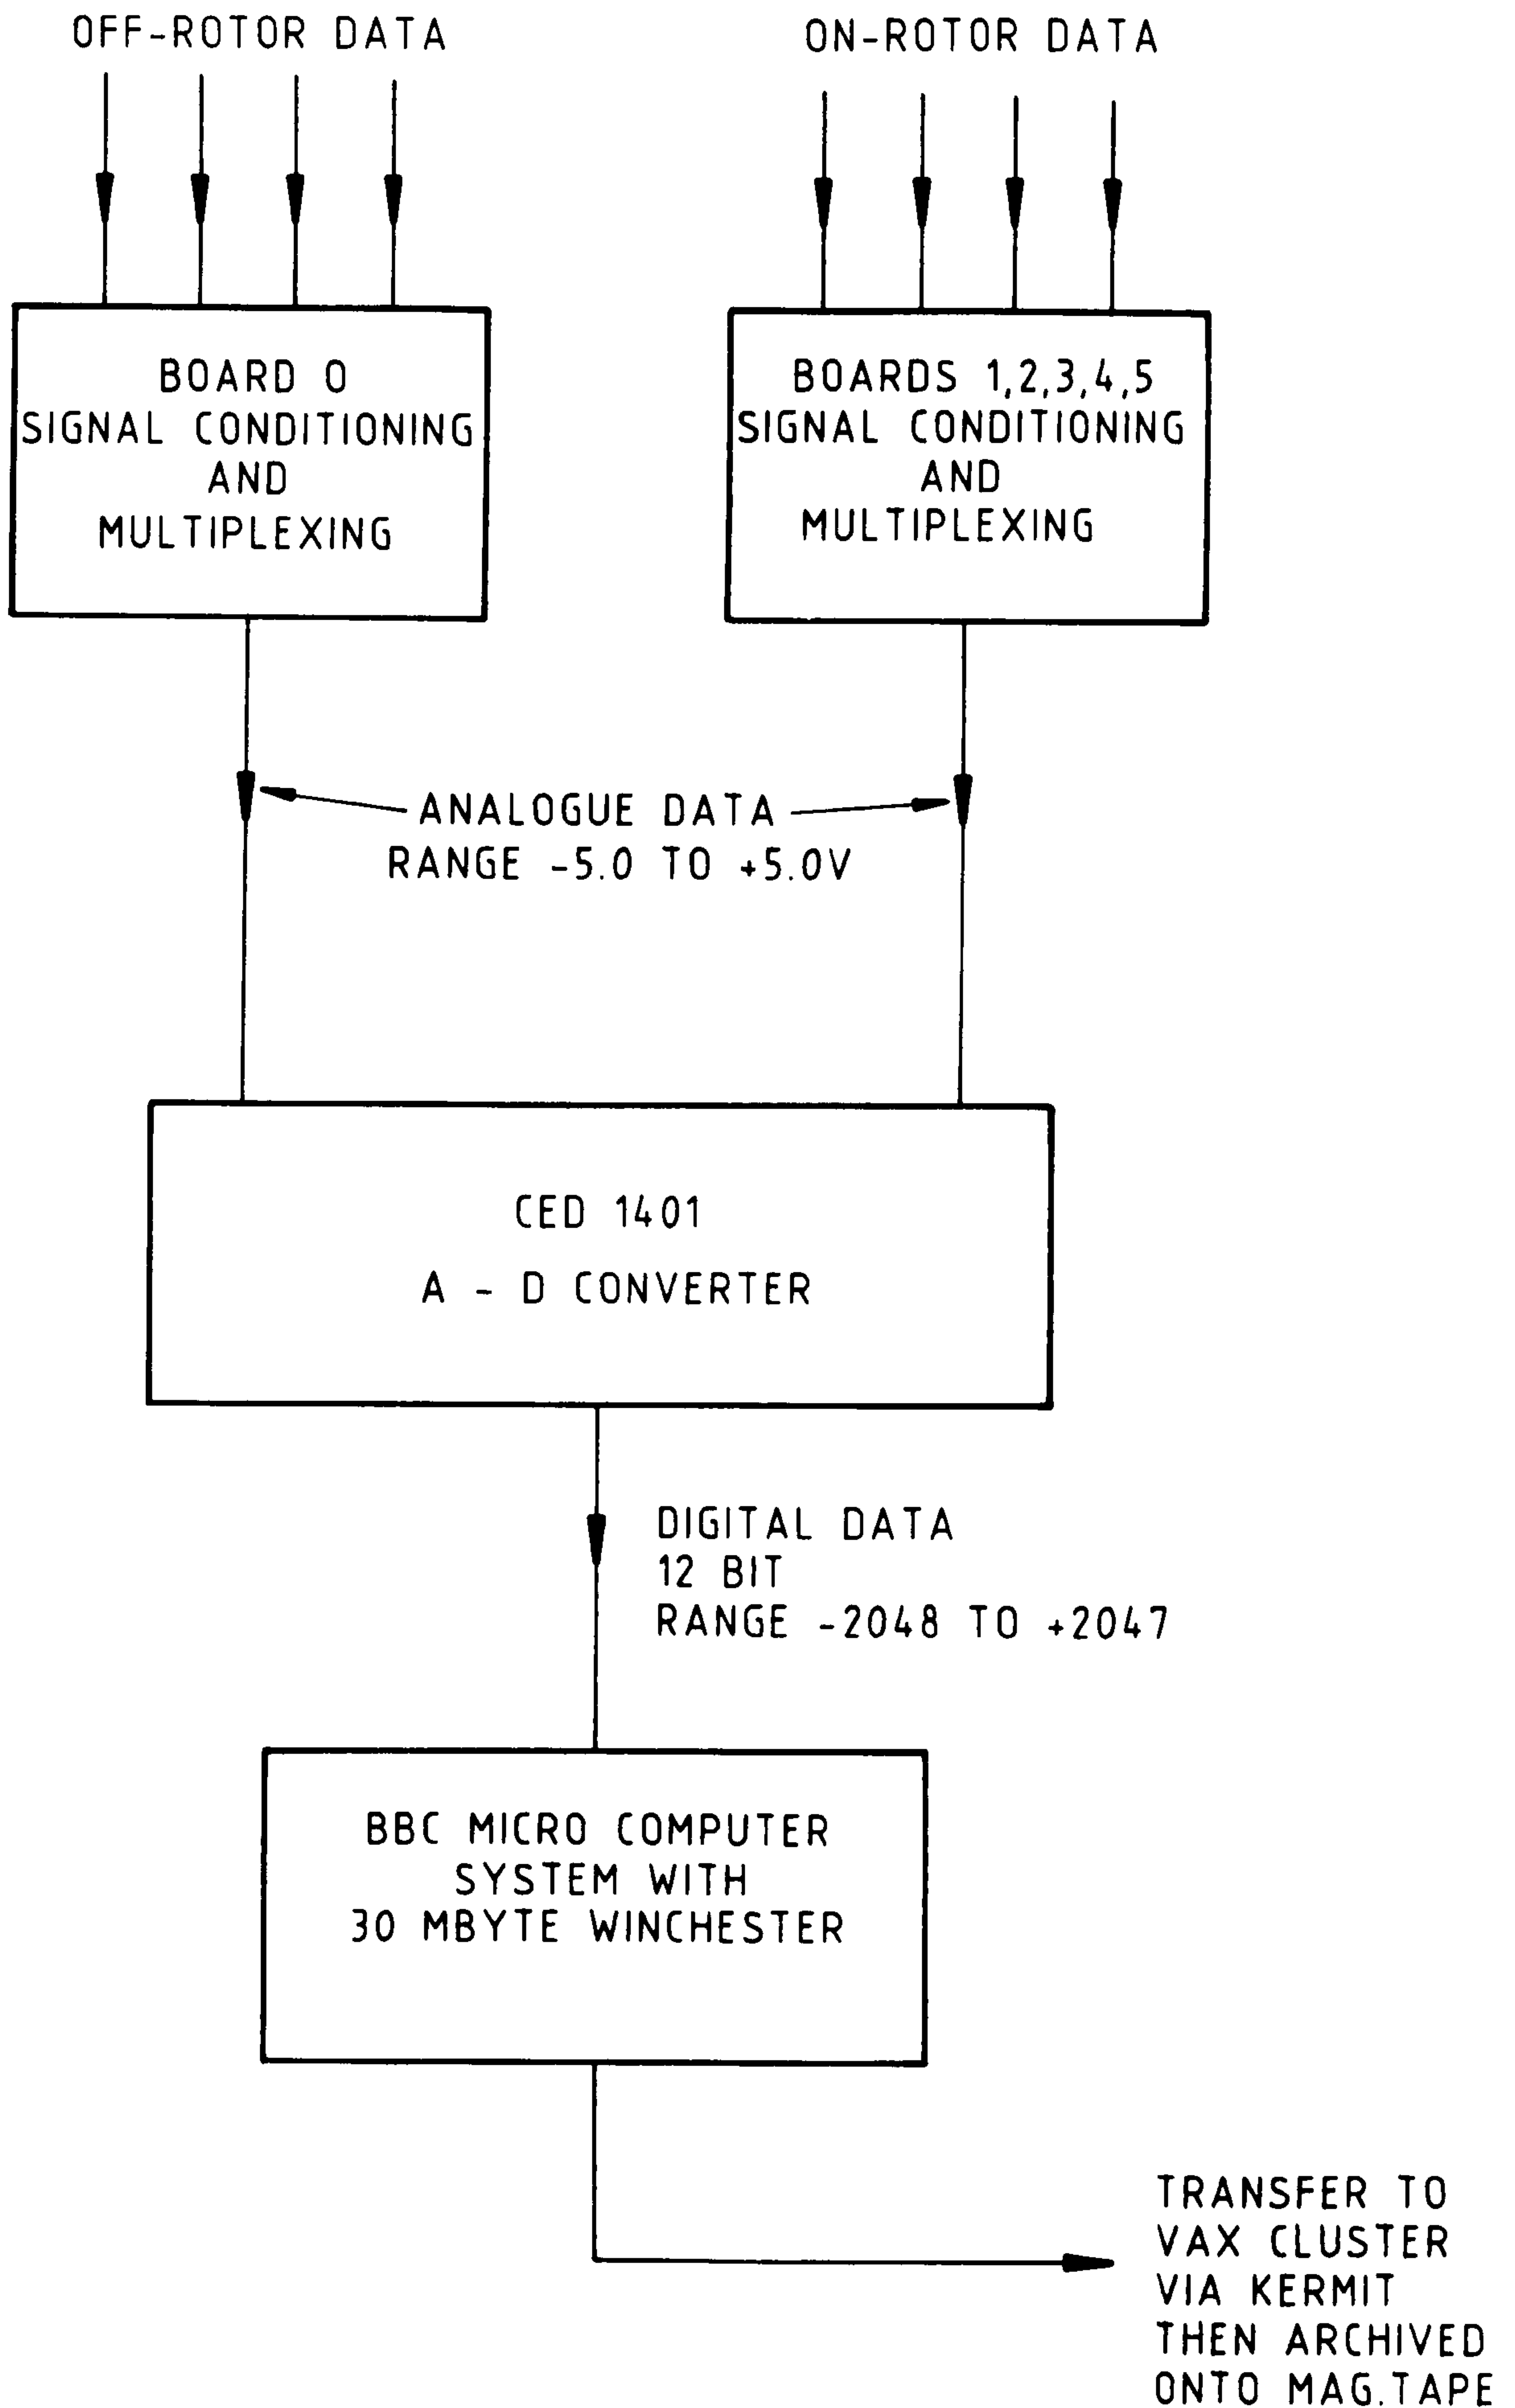 OFF-ROTOR DATA
ON-ROTOR DATA
BOARD 0
SIGNAL CONDITIONING
AND
MULTIPLEXING
BOARDS 1,2,3,4,5
SIGNAL CONDITIONING
AND
MULTIPLEXING
ANALOGUE DATA
RANGE -5.0 TO +5.0V
CED 1401
A - D CONVERTER
DIGITAL DATA
12 BIT
RANGE -2048 TO +2047
BBC MICRO COMPUTER
SYSTEM WITH
30 MBYTE WINCHESTER
TRANSFER TO
VAX CLUSTER
VIA KERMIT
THEN ARCHIVED
ONTO MAG.TAPE